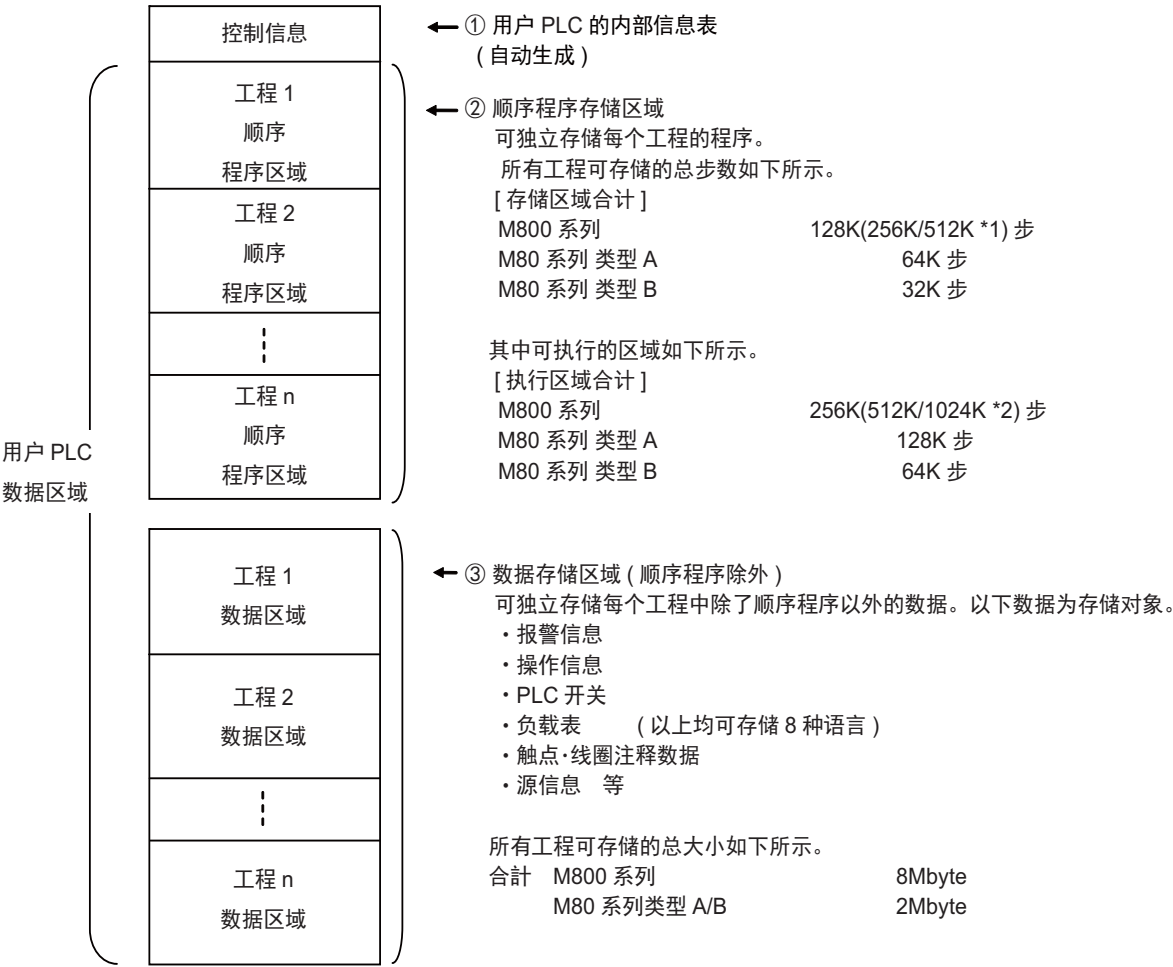 控制信息
工程 1
顺序
程序区域
工程 2
顺序
程序区域
工程 n
顺序
程序区域
用户 PLC
数据区域
工程 1
数据区域
工程 2
数据区域
工程 n
数据区域
① 用户 PLC 的内部信息表
( 自动生成 )
② 顺序程序存储区域
可独立存储每个工程的程序。
所有工程可存储的总步数如下所示。
[ 存储区域合计 ]
M800 系列 128K(256K/512K *1) 步
M80 系列 类型 A 64K 步
M80 系列 类型 B 32K 步
其中可执行的区域如下所示。
[ 执行区域合计 ]
M800 系列 256K(512K/1024K *2) 步
M80 系列 类型 A 128K 步
M80 系列 类型 B 64K 步
③ 数据存储区域 ( 顺序程序除外 )
可独立存储每个工程中除了顺序程序以外的数据。以下数据为存储对象。
・报警信息
・操作信息
・PLC 开关
・负载表 ( 以上均可存储 8 种语言 )
・触点·线圈注释数据
・源信息 等
所有工程可存储的总大小如下所示。
合計 M800 系列 8Mbyte
M80 系列类型 A/B 2Mbyte